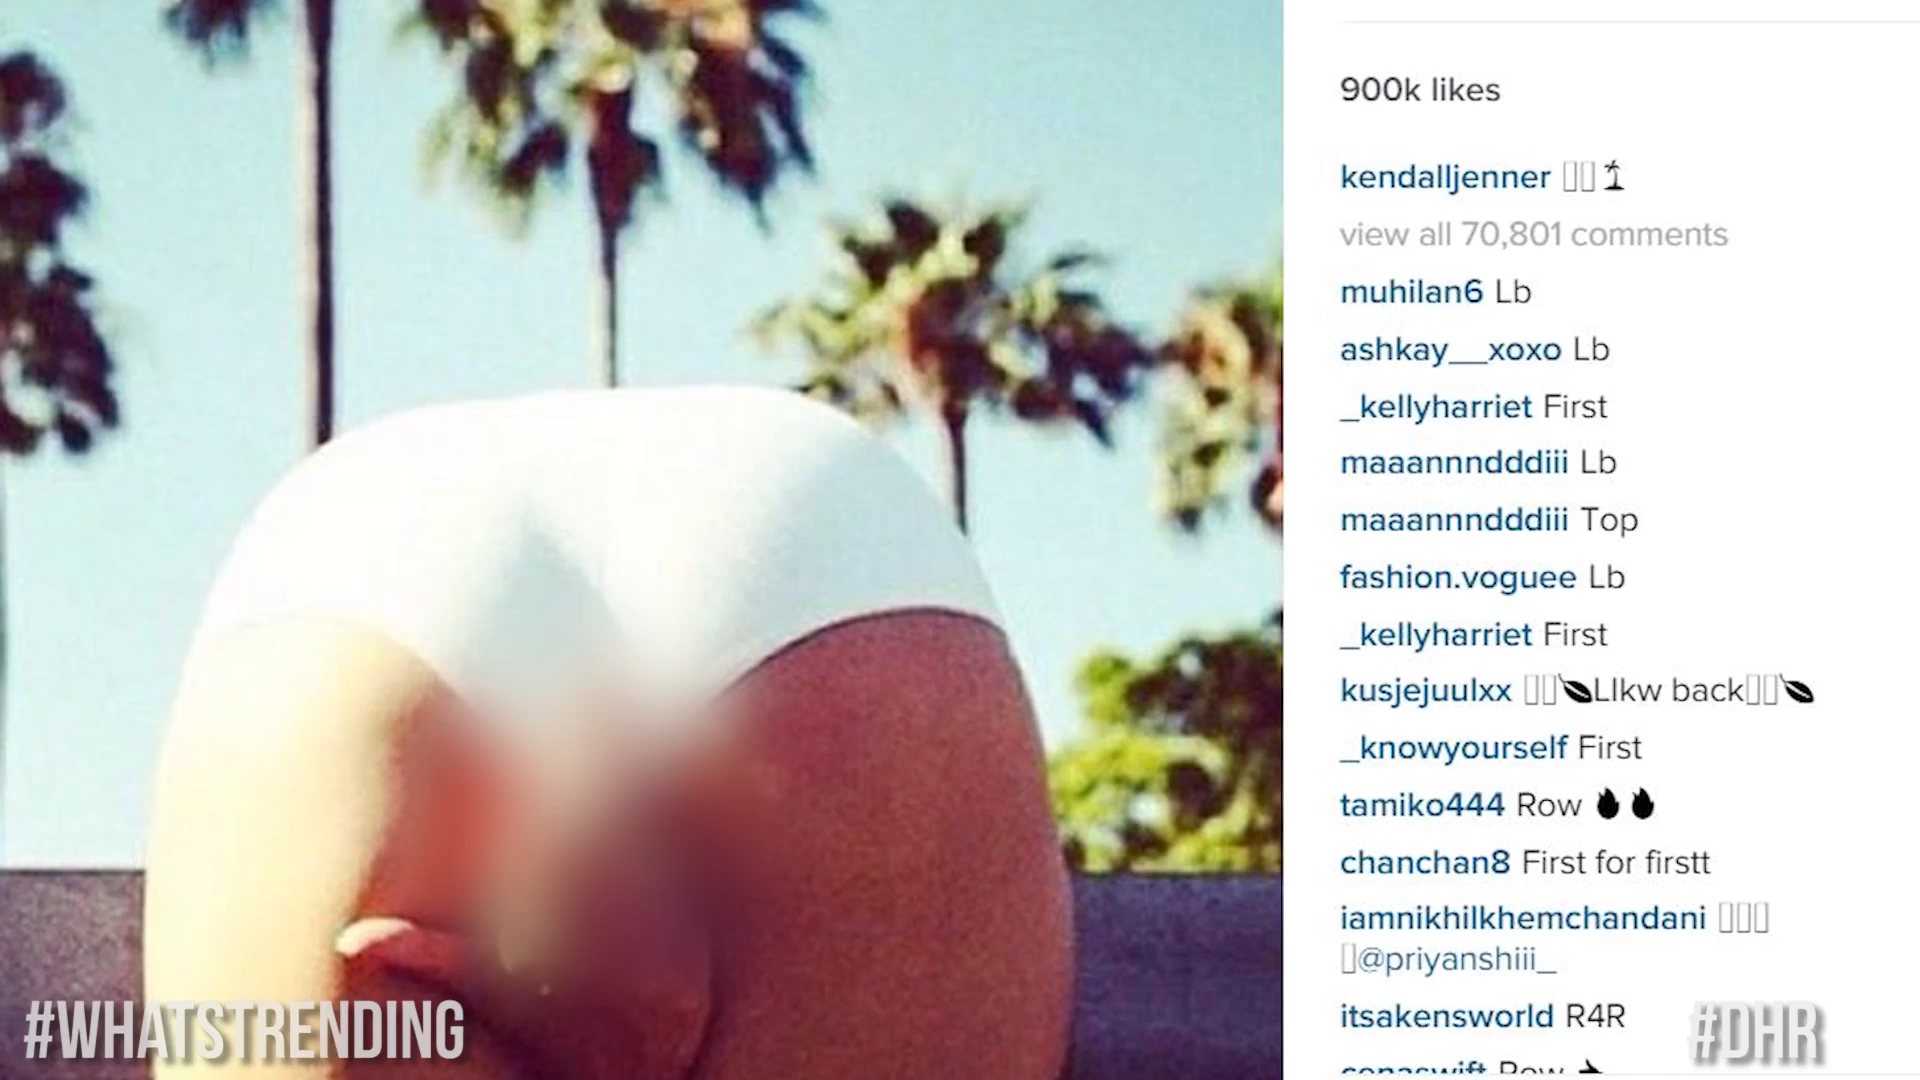 900k likes
kendalljenner
view all 70,801 comments
muhilan6 Lb
ashkay__xoxo Lb
_kellyharriet First
maaannndddiii Lb
maaannndddiii Top
fashion.voguee Lb
_kellyharriet First
kusjejuulxx Llkw back
_knowyourself First
tamiko444 Row
chanchan8 First for firstt
iamnikhilkhemchandani
@priyanshiii_
itsakensworld R4R
#WHATSTRENDING
#DHR